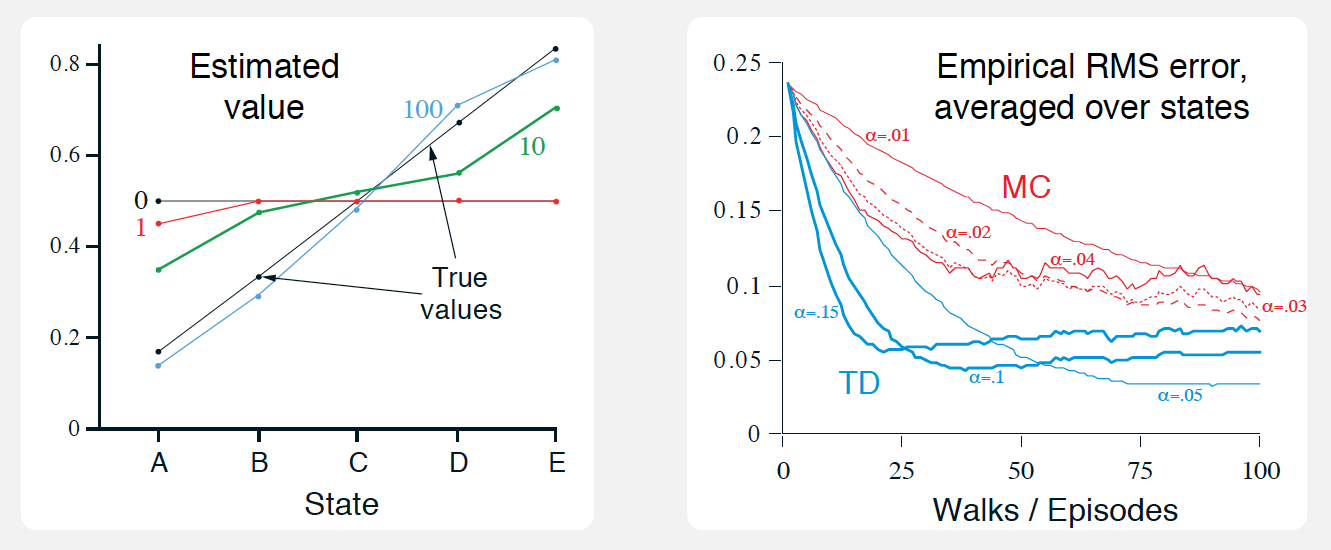 Estimated
value
0.8
0.6
0.4
0.2
0
0
1
10
100
True
values
A B C D E
State
Empirical RMS error,
averaged over states
0.25
0.2
0.15
0.1
0.05
0
α=.01
MC
α=.02
α=.04
α=.03
α=.15
TD
α=.1
α=.05
0 25 50 75 100
Walks / Episodes